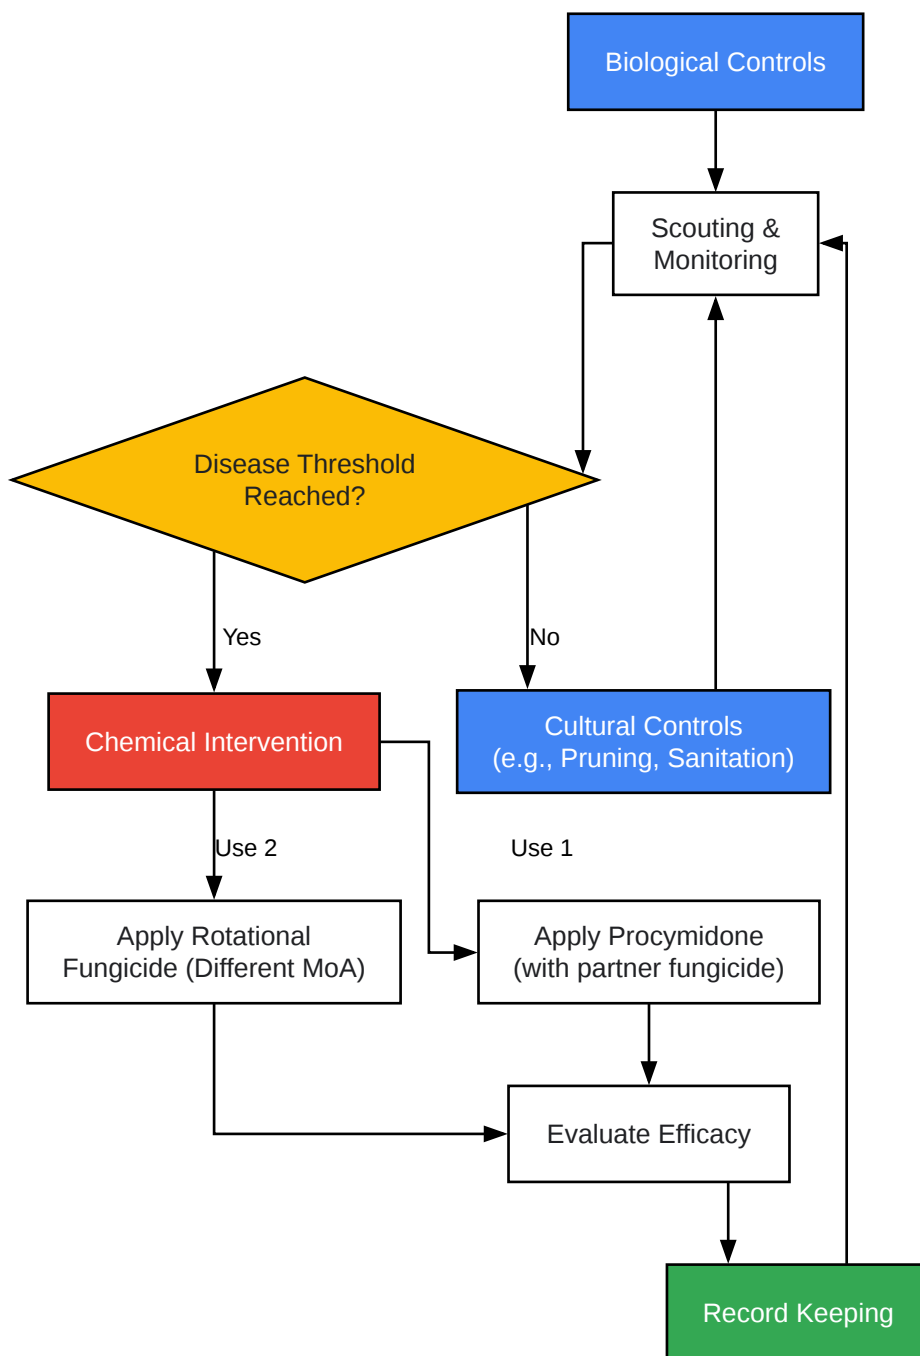 Biological Controls
Scouting &
Monitoring
Disease Threshold
Reached?
Yes
No
Chemical Intervention
Cultural Controls
(e.g., Pruning, Sanitation)
Use 2
Use 1
Apply Rotational
Fungicide (Different MoA)
Apply Procymidone
(with partner fungicide)
Evaluate Efficacy
Record Keeping